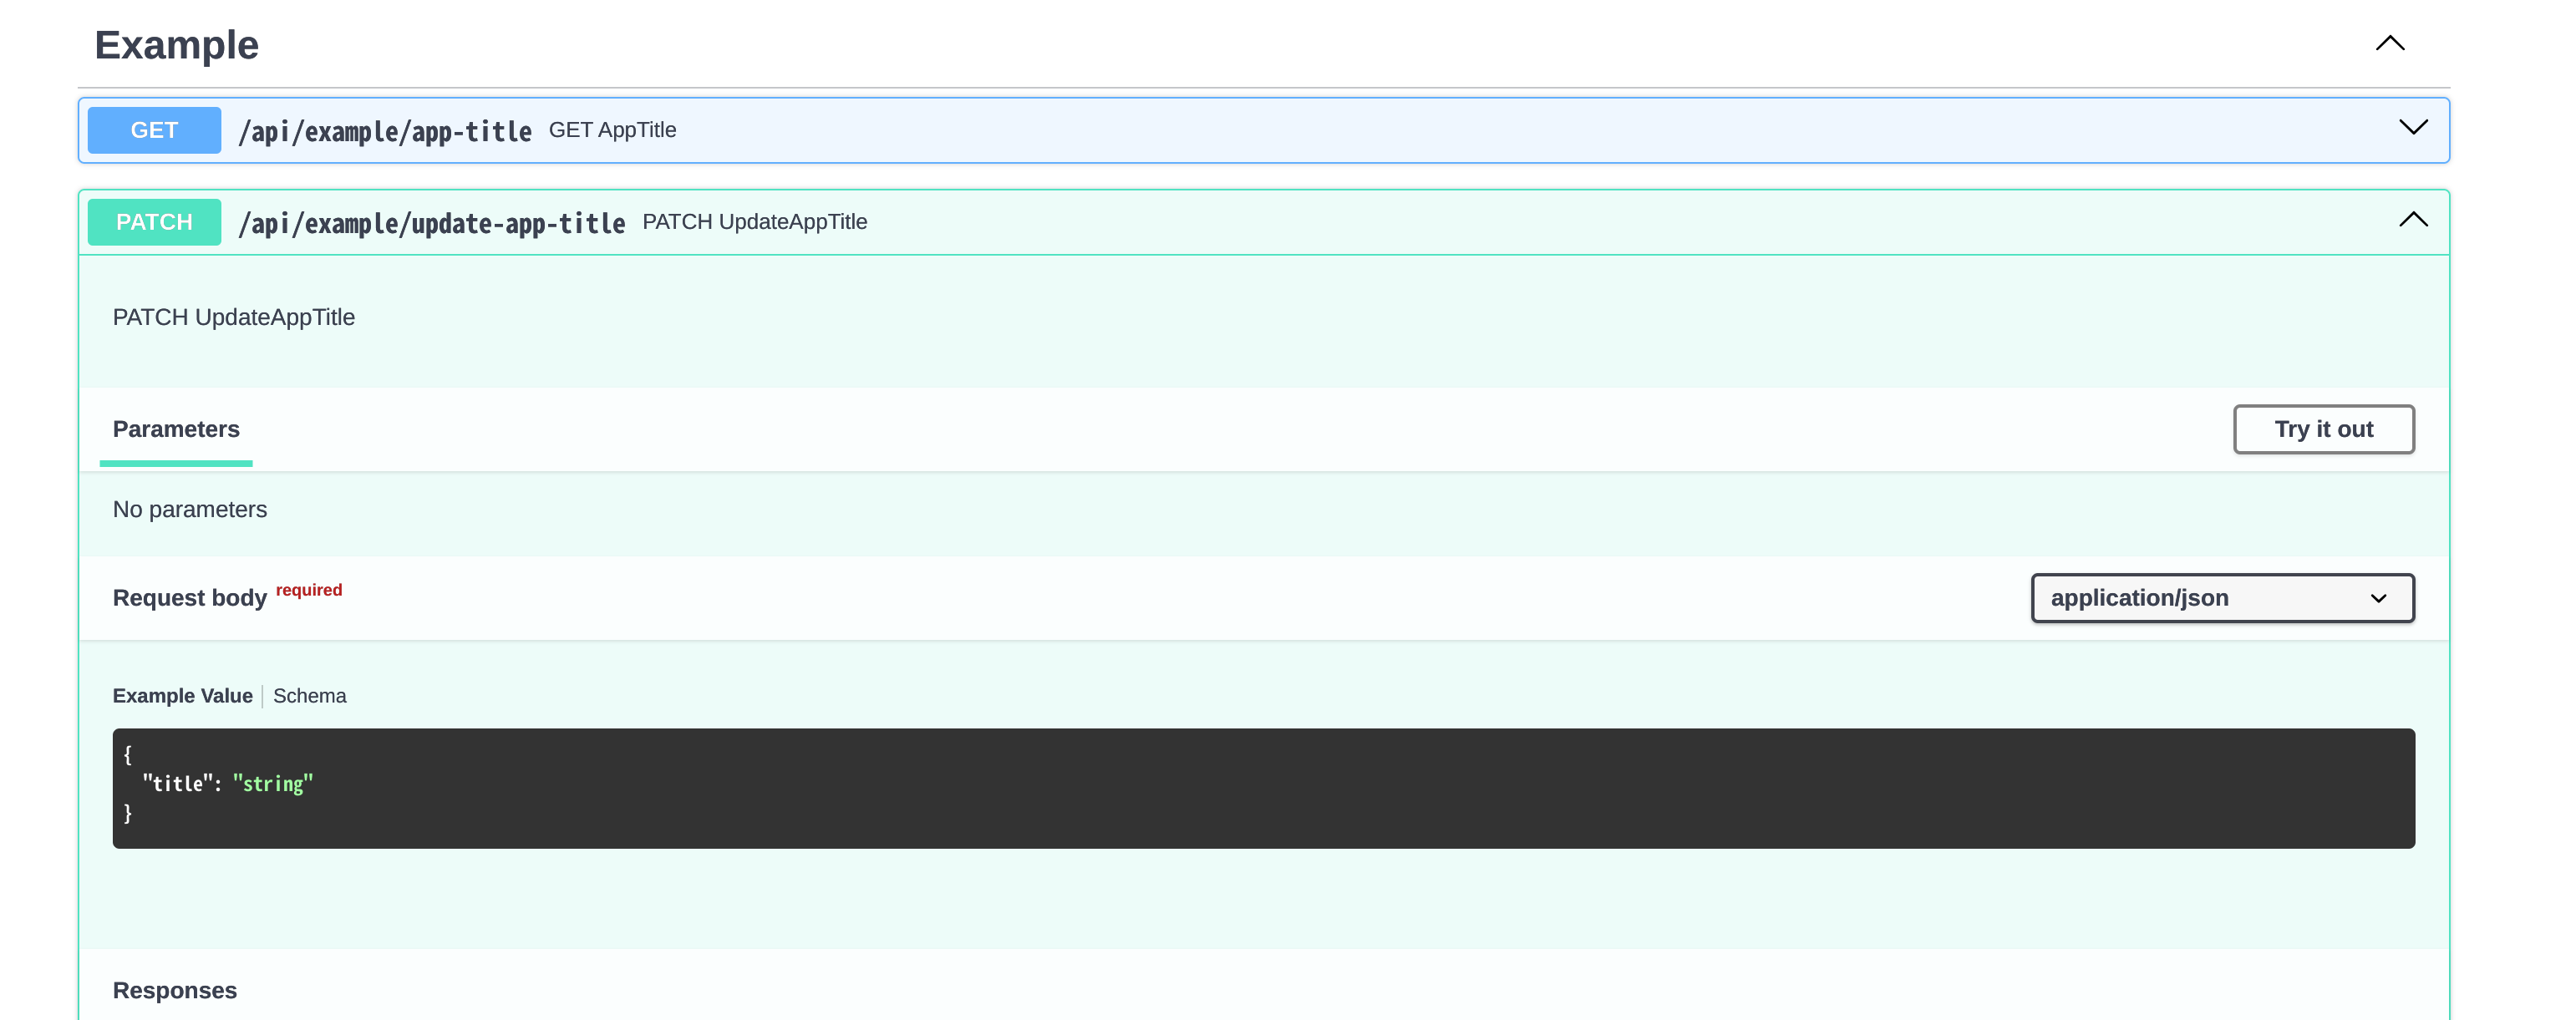 Example
GET /api/example/app-title GET AppTitle
PATCH /api/example/update-app-title PATCH UpdateAppTitle
PATCH UpdateAppTitle
Parameters Try it out
No parameters
Request body required application/json
Example Value Schema
{
  "title": "string"
}
Responses